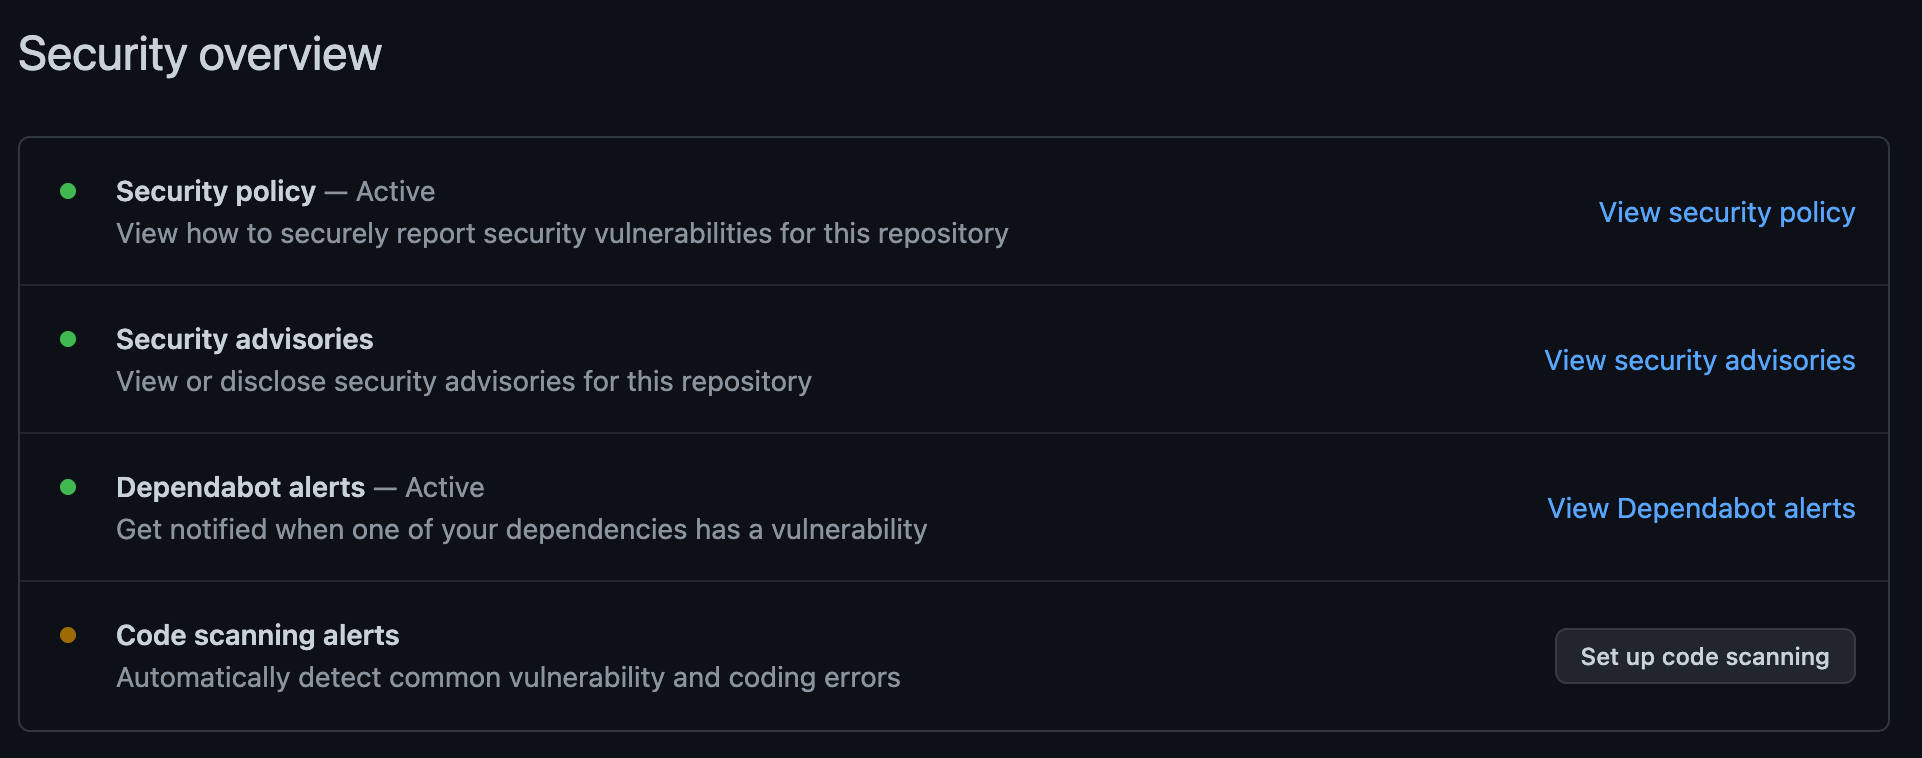 Security overview
Security policy — Active
View how to securely report security vulnerabilities for this repository
View security policy
Security advisories
View or disclose security advisories for this repository
View security advisories
Dependabot alerts — Active
Get notified when one of your dependencies has a vulnerability
View Dependabot alerts
Code scanning alerts
Automatically detect common vulnerability and coding errors
Set up code scanning